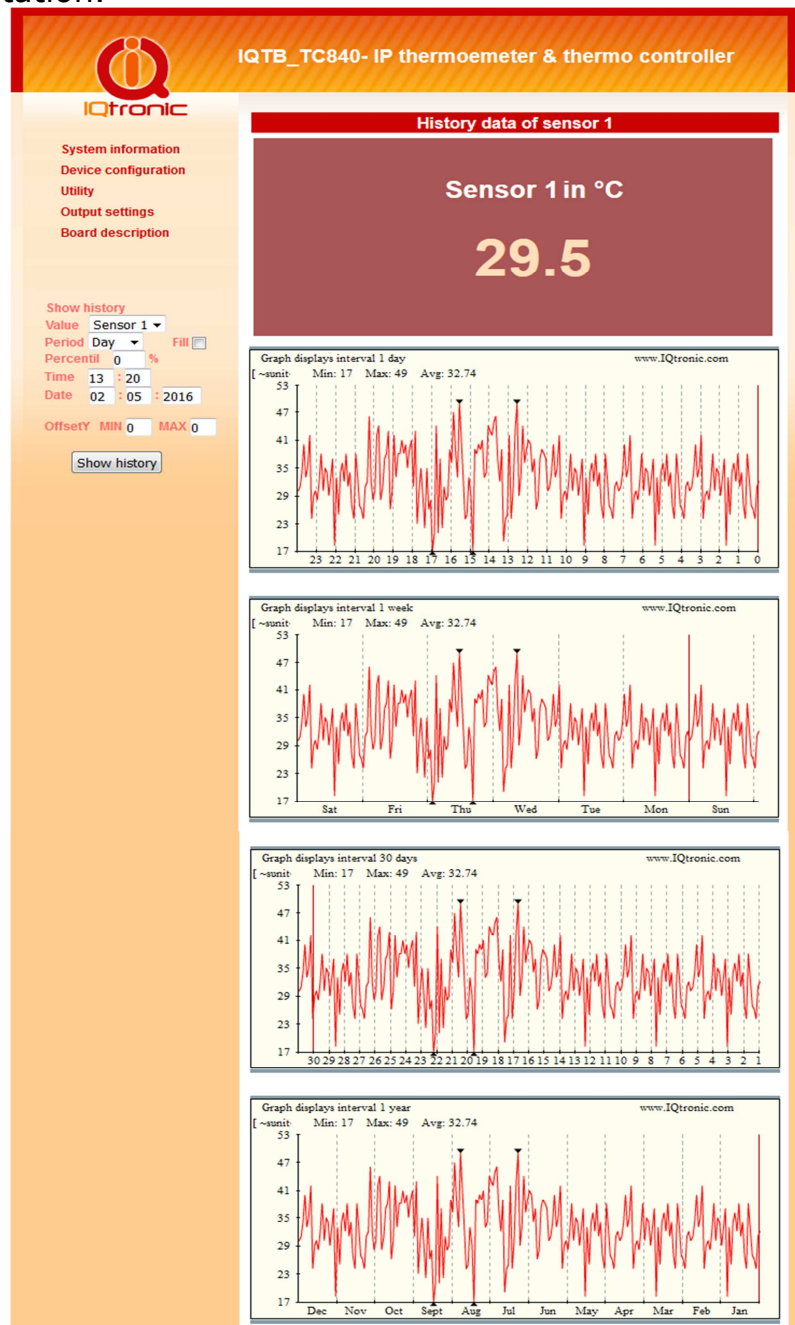 tation.
IQTB_TC840- IP thermoemeter & thermo controller
IQtronic
System information
Device configuration
Utility
Output settings
Board description
Show history
Value Sensor 1
Period Day Fill
Percentil 0 %
Time 13 : 20
Date 02 : 05 : 2016
OffsetY MIN 0 MAX 0
Show history
History data of sensor 1
Sensor 1 in °C
29.5
Graph displays interval 1 day www.IQtronic.com
[ ~sunit Min: 17 Max: 49 Avg: 32.74
53
47
41
35
29
23
17
23 22 21 20 19 18 17 16 15 14 13 12 11 10 9 8 7 6 5 4 3 2 1 0
Graph displays interval 1 week www.IQtronic.com
[ ~sunit Min: 17 Max: 49 Avg: 32.74
53
47
41
35
29
23
17
Sat Fri Thu Wed Tue Mon Sun
Graph displays interval 30 days www.IQtronic.com
[ ~sunit Min: 17 Max: 49 Avg: 32.74
53
47
41
35
29
23
17
30 29 28 27 26 25 24 23 22 21 20 19 18 17 16 15 14 13 12 11 10 9 8 7 6 5 4 3 2 1
Graph displays interval 1 year www.IQtronic.com
[ ~sunit Min: 17 Max: 49 Avg: 32.74
53
47
41
35
29
23
17
Dec Nov Oct Sept Aug Jul Jun May Apr Mar Feb Jan